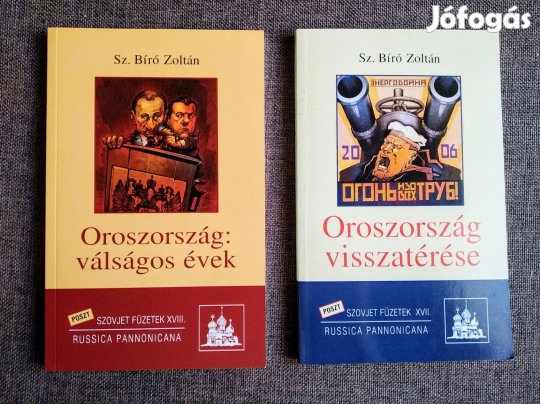 Jófogás
Sz. Bíró Zoltán
Oroszország:
válságos évek
POSZT
SZOVJET FÜZETEK XVIII.
RUSSICA PANNONICANA
Sz. Bíró Zoltán
ЭНЕРГОВОЙНА
20 06
ОГОНЬ ИЗО ВСЕХ ТРУБ!
Oroszország
visszatérése
POSZT
SZOVJET FÜZETEK XVII.
RUSSICA PANNONICANA